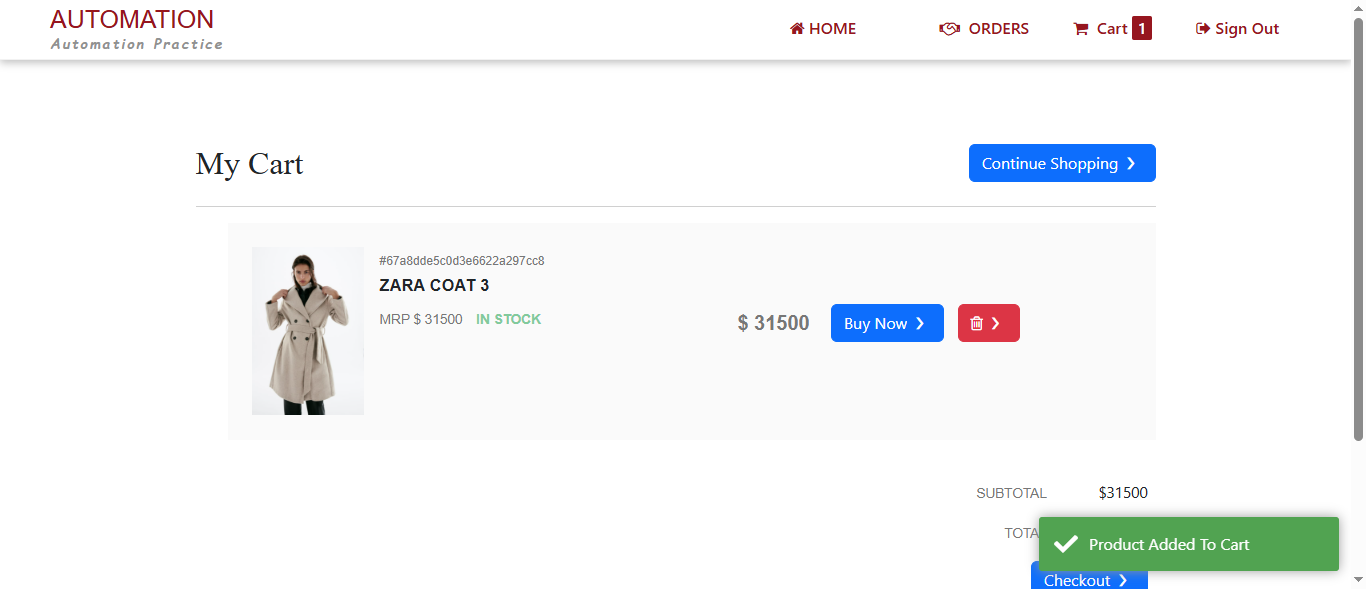 AUTOMATION
Automation Practice
HOME
ORDERS
Cart 1
Sign Out
My Cart
Continue Shopping
#67a8dde5c0d3e6622a297cc8
ZARA COAT 3
MRP $ 31500 IN STOCK
$ 31500
Buy Now
SUBTOTAL $31500
TOTA
Product Added To Cart
Checkout